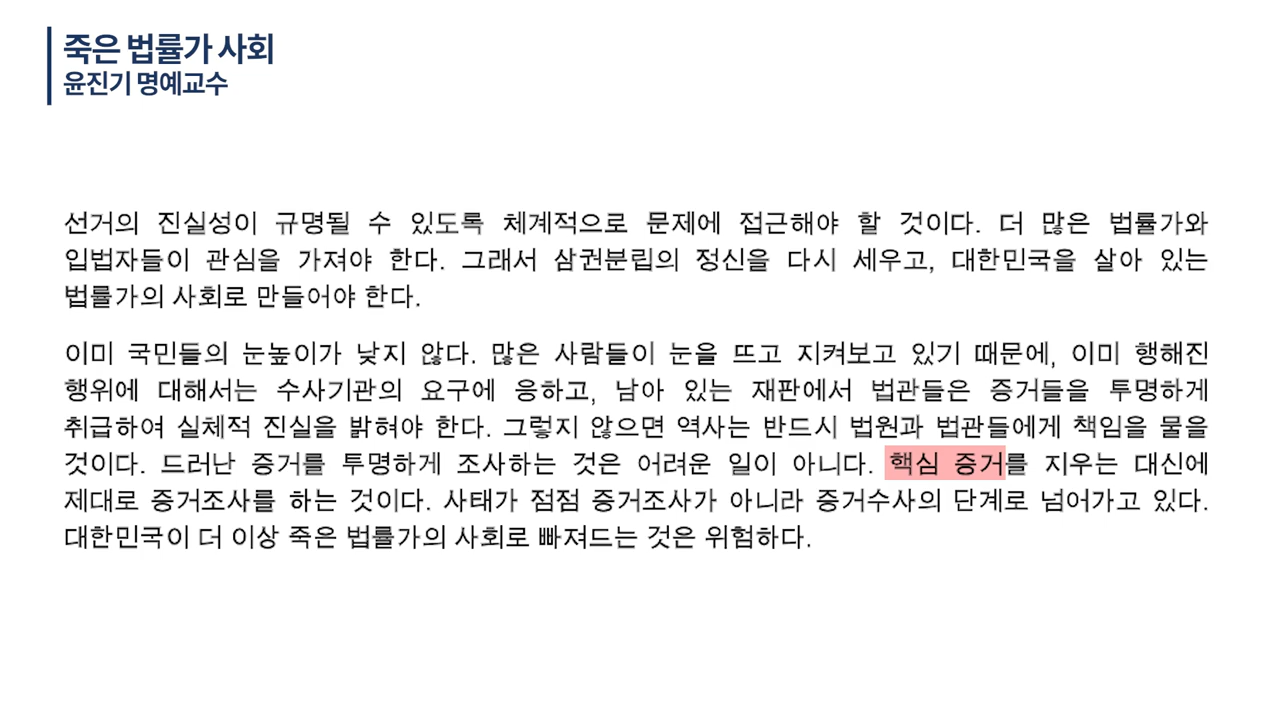 죽은 법률가 사회
윤진기 명예교수
선거의 진실성이 규명될 수 있도록 체계적으로 문제에 접근해야 할 것이다. 더 많은 법률가와
입법자들이 관심을 가져야 한다. 그래서 삼권분립의 정신을 다시 세우고, 대한민국을 살아 있는
법률가의 사회로 만들어야 한다.
이미 국민들의 눈높이가 낮지 않다. 많은 사람들이 눈을 뜨고 지켜보고 있기 때문에, 이미 행해진
행위에 대해서는 수사기관의 요구에 응하고, 남아 있는 재판에서 법관들은 증거들을 투명하게
취급하여 실체적 진실을 밝혀야 한다. 그렇지 않으면 역사는 반드시 법원과 법관들에게 책임을 물을
것이다. 드러난 증거를 투명하게 조사하는 것은 어려운 일이 아니다. 핵심 증거를 지우는 대신에
제대로 증거조사를 하는 것이다. 사태가 점점 증거조사가 아니라 증거수사의 단계로 넘어가고 있다.
대한민국이 더 이상 죽은 법률가의 사회로 빠져드는 것은 위험하다.